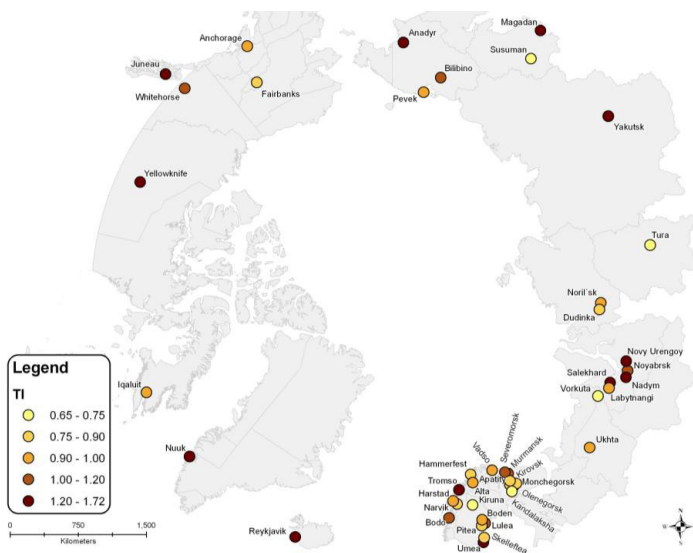 Magadan
Anadyr
Anchorage
Susuman
Juneau
Bilibino
Fairbanks
Whitehorse
Pevek
Yakutsk
Yellowknife
Tura
Noril`sk
Dudinka
Novy Urengoy
Noyabrsk
Salekhard
Nadym
Vorkuta
Labytnangi
Iqaluit
Legend
TI
0.65 - 0.75
0.75 - 0.90
0.90 - 1.00
1.00 - 1.20
1.20 - 1.72
Ukhta
Nuuk
Severomorsk
Murmansk
Vadso
Kirovsk
Hammerfest
Apatity
Monchegorsk
Tromso
Alta
Olenegorsk
Harstad
Kiruna
Kandalaksha
Narvik
Boden
Bodo
Lulea
Pitea
Skelleftea
Umea
Reykjavik
0 750 1,500
Kilometers